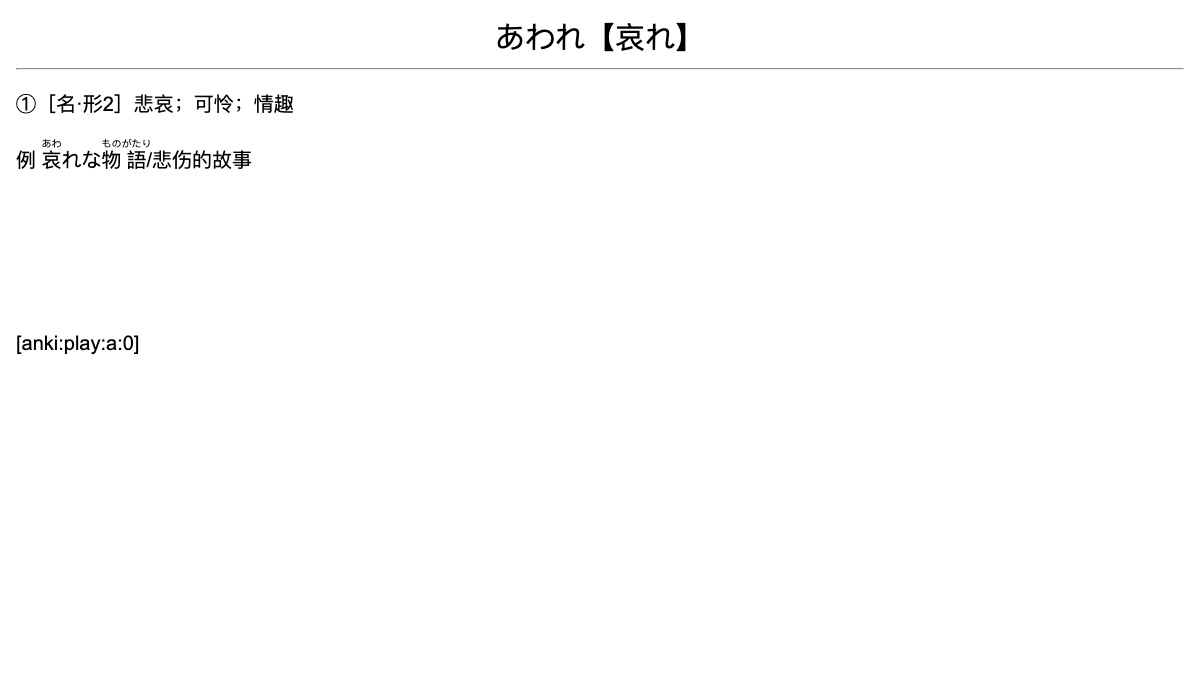 あわれ【哀れ】
①［名·形2］悲哀；可怜；情趣
あわ ものがたり
例 哀れな物語/悲伤的故事
[anki:play:a:0]